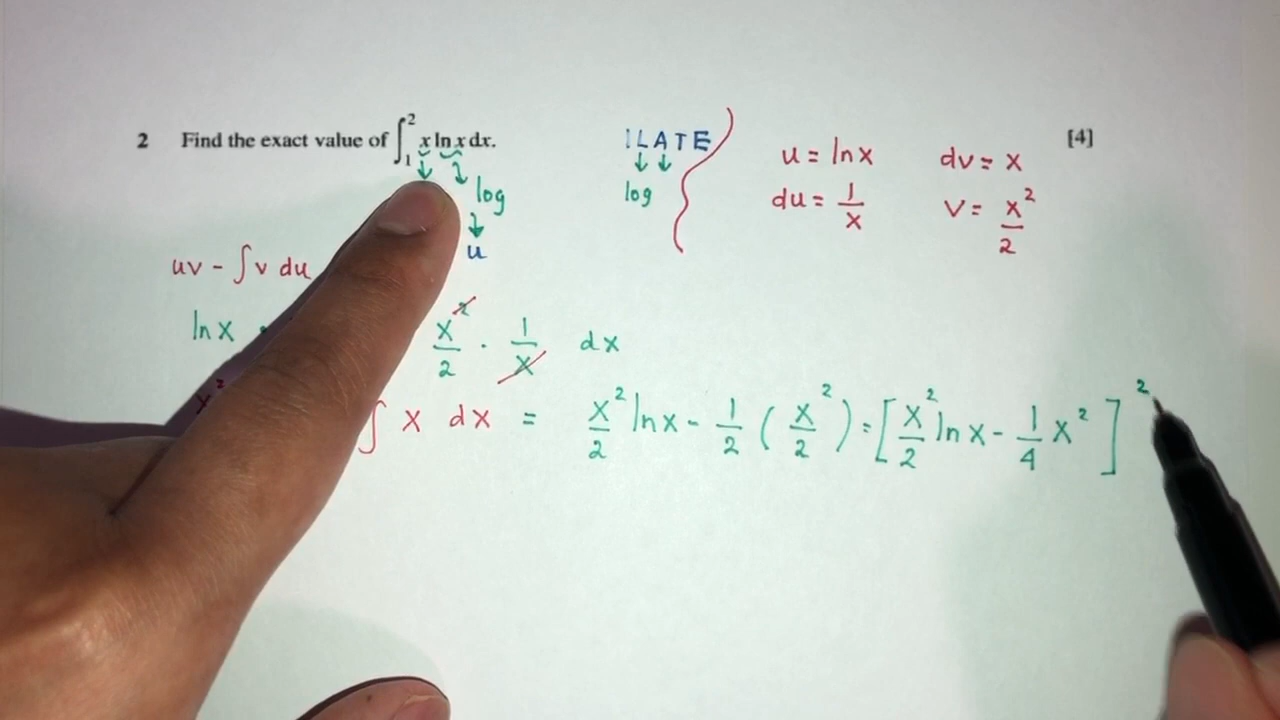 2 Find the exact value of ∫₁² x ln x dx. [4]
ILATE
log
log
u
u = ln x dv = x
du = 1/x v = x²/2
uv - ∫v du
ln x · x²/2 · 1/x dx
x² ∫ x dx = x²/2 ln x - 1/2 (x²/2) = [x²/2 ln x - 1/4 x²]²